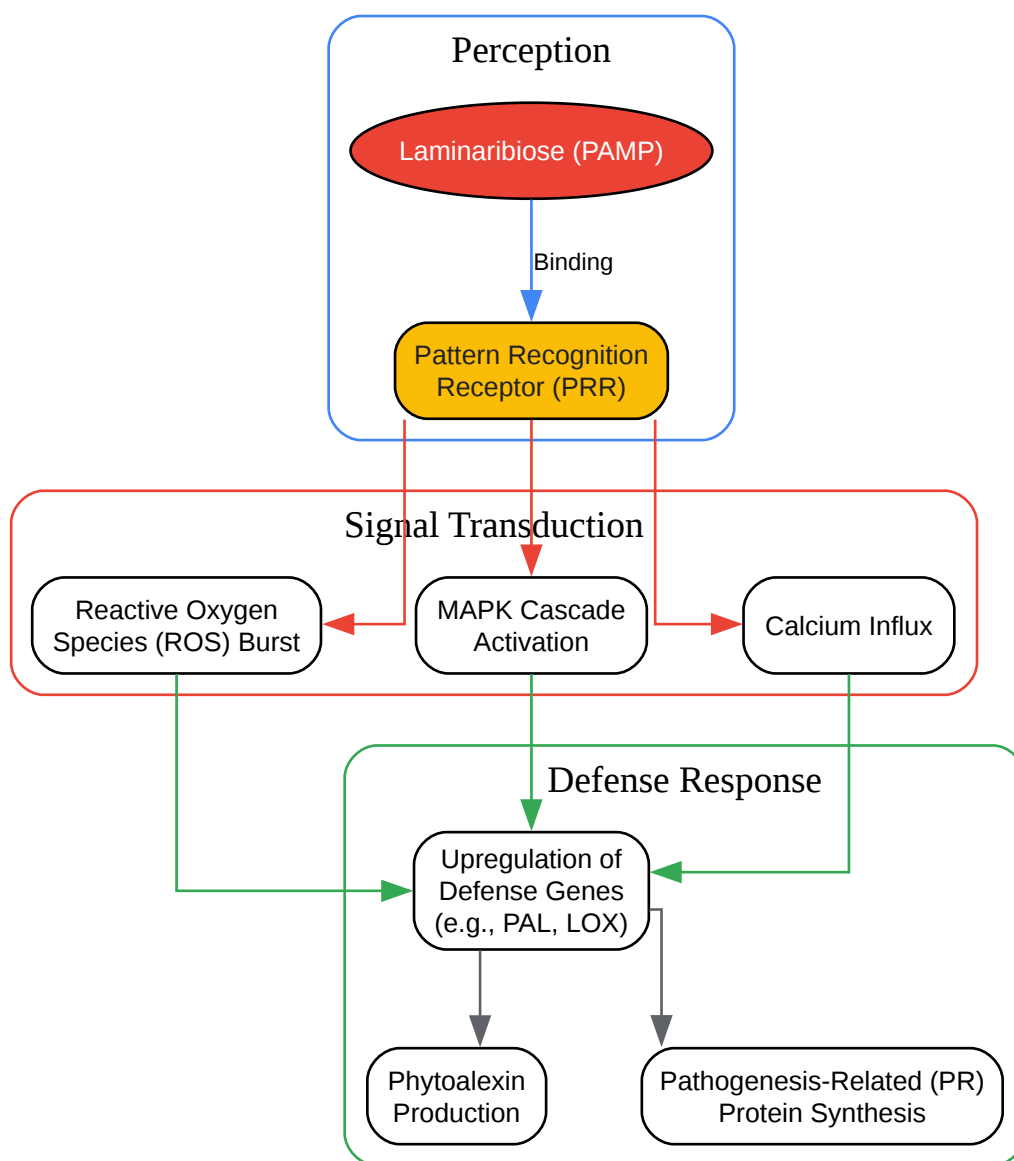 Perception
Laminaribiose (PAMP)
Binding
Pattern Recognition
Receptor (PRR)
Signal Transduction
Reactive Oxygen
Species (ROS) Burst
MAPK Cascade
Activation
Calcium Influx
Defense Response
Upregulation of
Defense Genes
(e.g., PAL, LOX)
Phytoalexin
Production
Pathogenesis-Related (PR)
Protein Synthesis